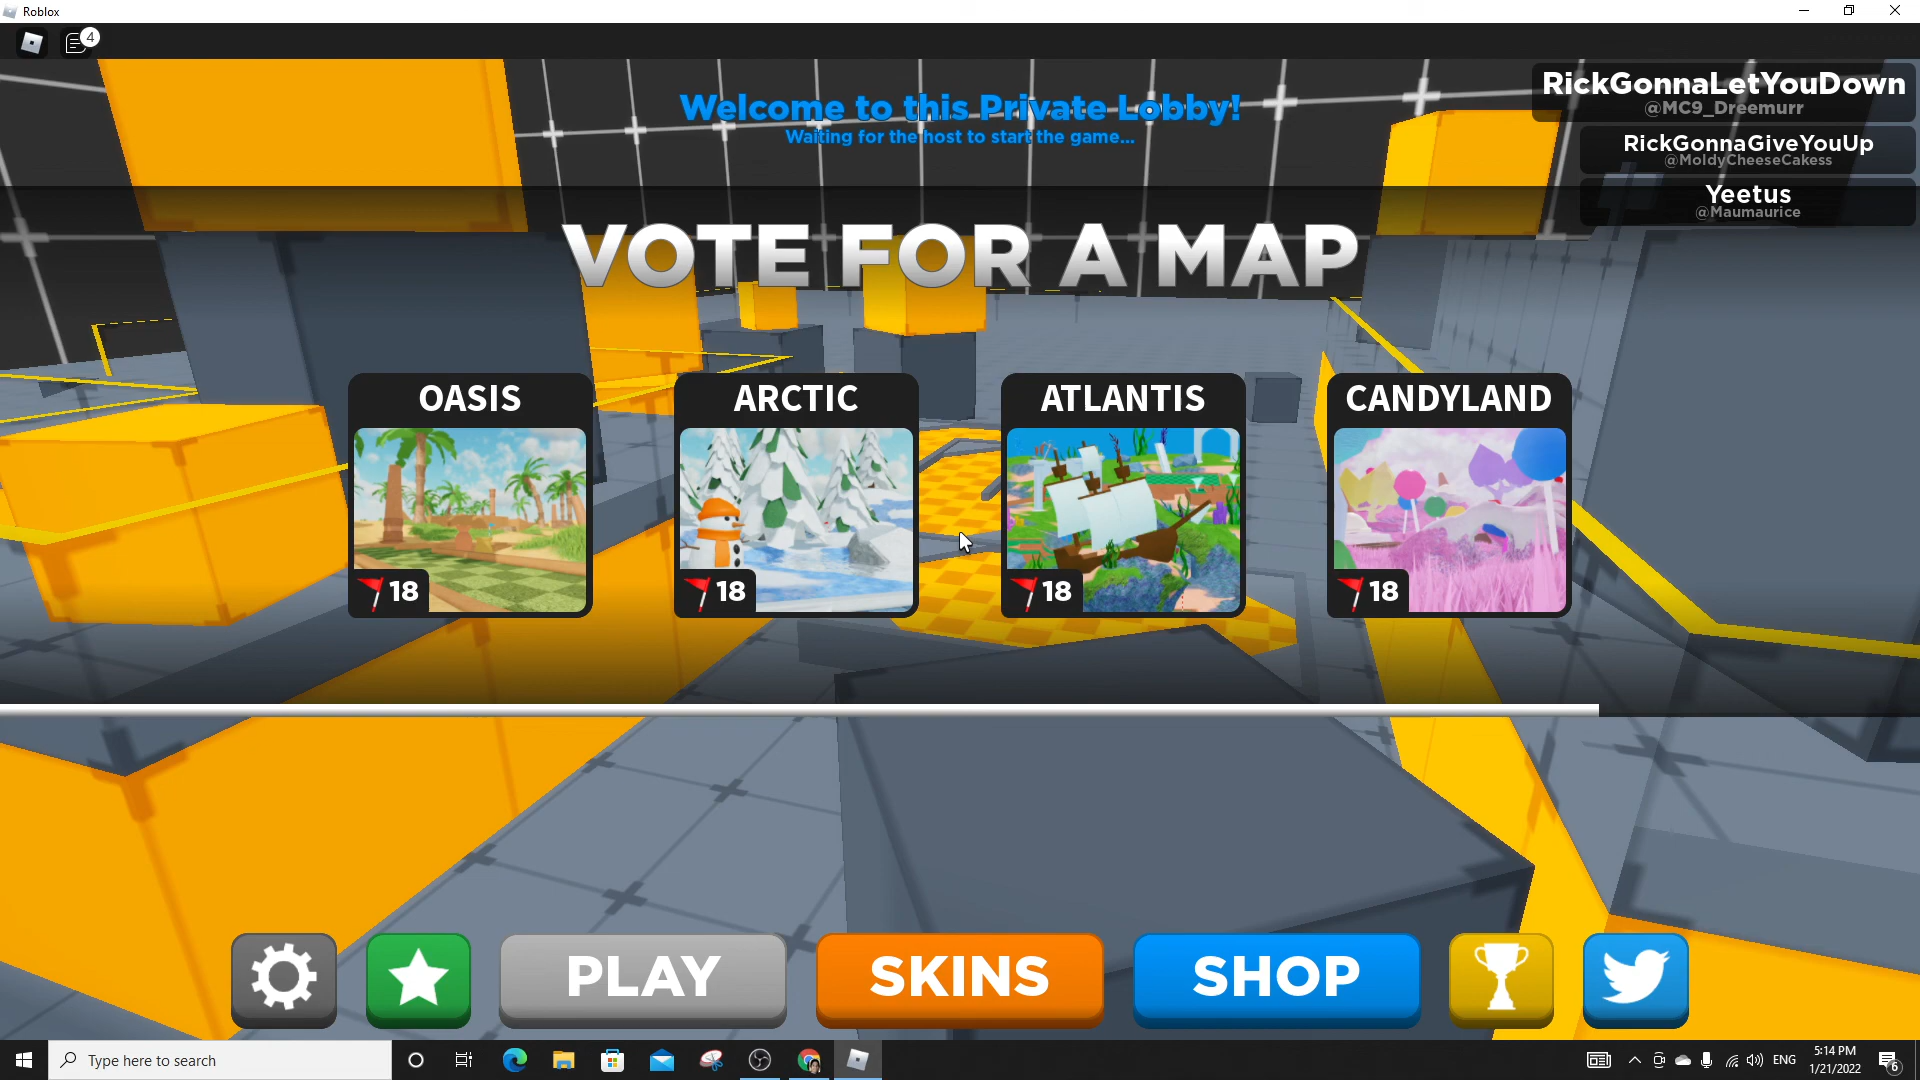 Roblox
4
RickGonnaLetYouDown
@MC9_Dreemurr
Welcome to this Private Lobby!
Waiting for the host to start the game...
RickGonnaGiveYouUp
@MoldyCheeseCakess
Yeetus
@Maumaurice
VOTE FOR A MAP
OASIS
ARCTIC
ATLANTIS
CANDYLAND
18
18
18
18
PLAY
SKINS
SHOP
Type here to search
ENG
5:14 PM
1/21/2022
6